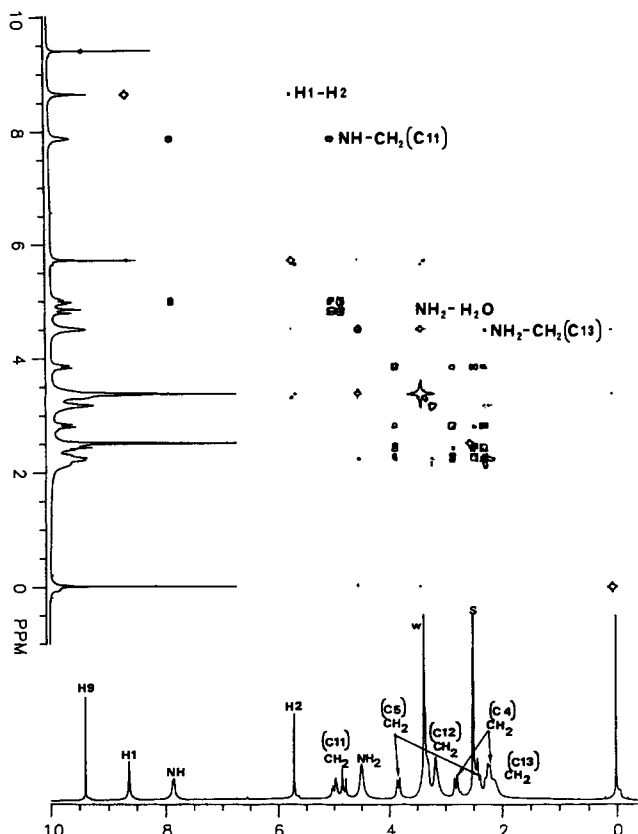 10
8
6
4
2
0
PPM
H1-H2
NH-CH₂(C11)
NH₂-H₂O
NH₂-CH₂(C13)
H9
H1
NH
H2
(C11)
CH₂
NH₂
(C5)
CH₂
w
(C12)
CH₂
S
(C4)
CH₂
(C13)
CH₂
10
8
6
4
2
0